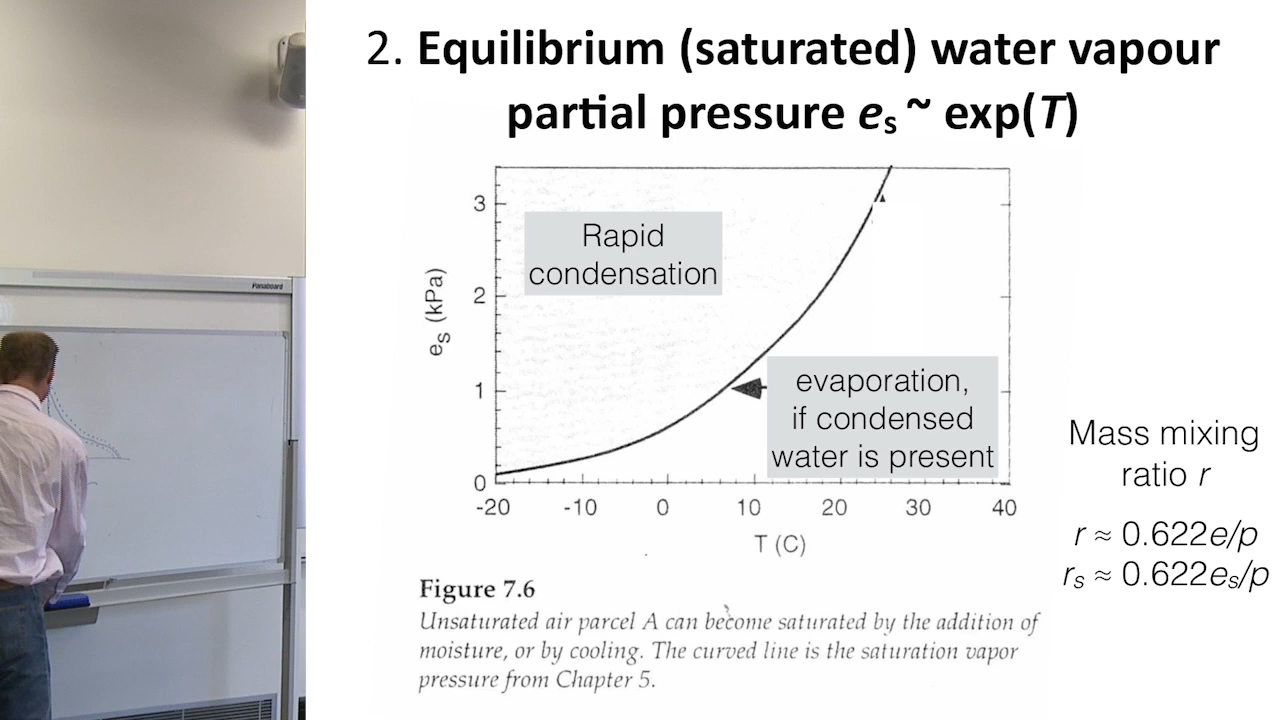 2. Equilibrium (saturated) water vapour
partial pressure es ~ exp(T)
3
2
1
0
es (kPa)
Rapid
condensation
evaporation,
if condensed
water is present
-20 -10 0 10 20 30 40
T (C)
Mass mixing
ratio r
r ≈ 0.622e/p
rs ≈ 0.622es/p
Figure 7.6
Unsaturated air parcel A can become saturated by the addition of
moisture, or by cooling. The curved line is the saturation vapor
pressure from Chapter 5.
Panaboard